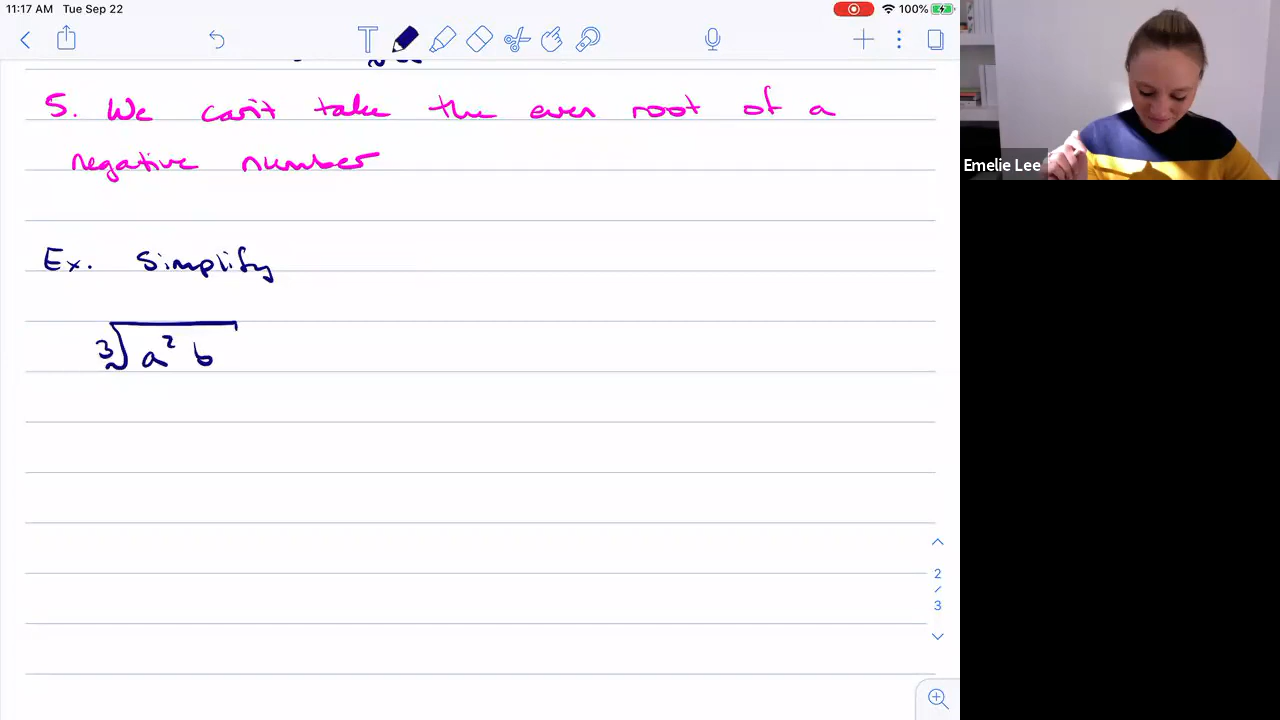 11:17 AM Tue Sep 22
100%
T
5. We can't take the even root of a
negative number
Emelie Lee
Ex. Simplify
∛(a² b)
2
/
3